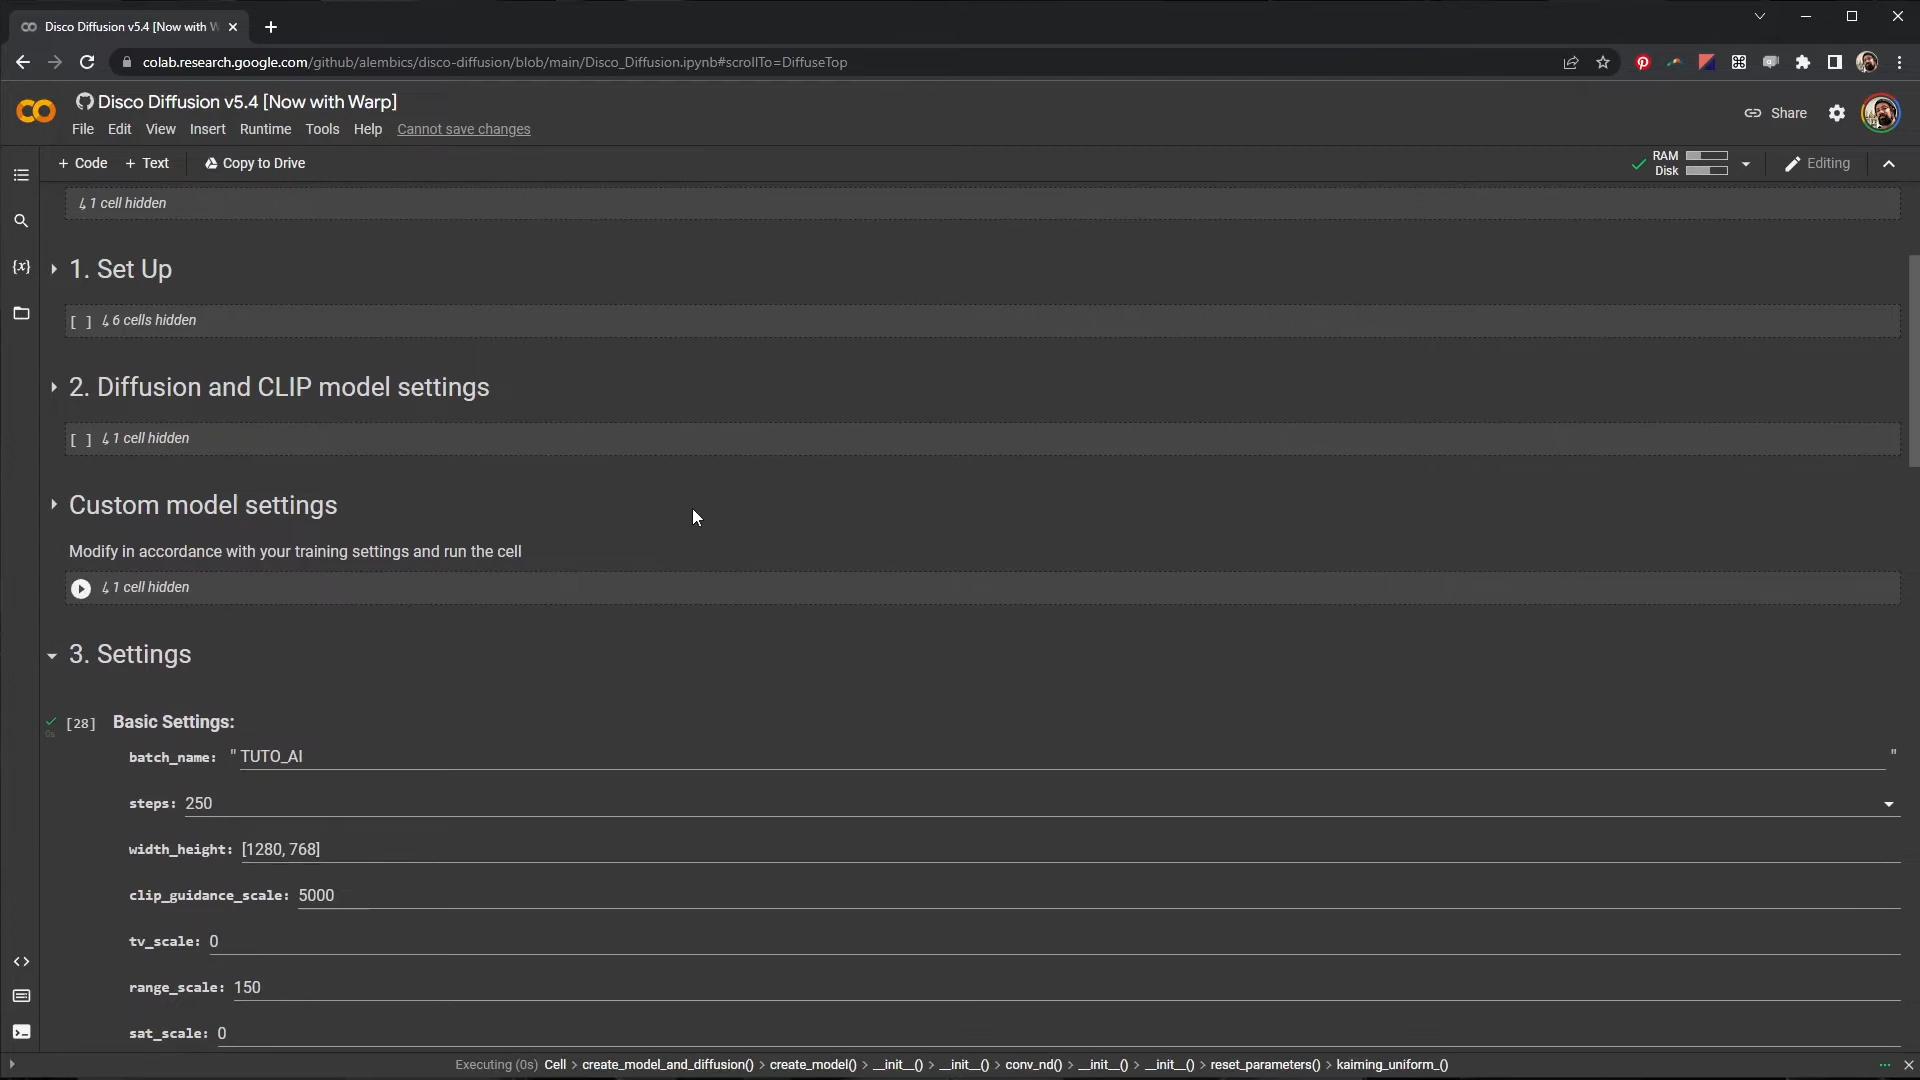 Disco Diffusion v5.4 [Now with W
colab.research.google.com/github/alembics/disco-diffusion/blob/main/Disco_Diffusion.ipynb#scrollTo=DiffuseTop
Disco Diffusion v5.4 [Now with Warp]
File Edit View Insert Runtime Tools Help Cannot save changes
Share
+ Code + Text Copy to Drive
RAM
Disk
Editing
1 cell hidden
1. Set Up
[ ] 6 cells hidden
2. Diffusion and CLIP model settings
[ ] 1 cell hidden
Custom model settings
Modify in accordance with your training settings and run the cell
1 cell hidden
3. Settings
[28] Basic Settings:
0s
batch_name: " TUTO_AI "
steps: 250
width_height: [1280, 768]
clip_guidance_scale: 5000
tv_scale: 0
range_scale: 150
sat_scale: 0
Executing (0s) Cell > create_model_and_diffusion() > create_model() > __init__() > __init__() > conv_nd() > __init__() > __init__() > reset_parameters() > kaiming_uniform_()